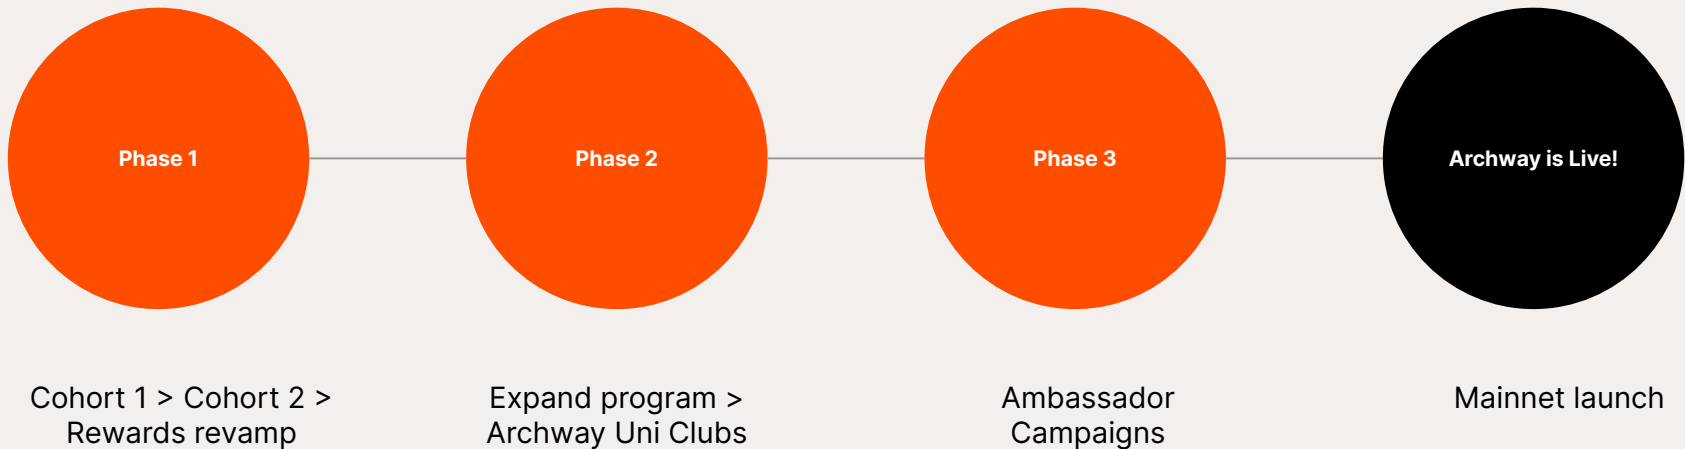 Phase 1
Phase 2
Phase 3
Archway is Live!
Cohort 1 > Cohort 2 >
Rewards revamp
Expand program >
Archway Uni Clubs
Ambassador
Campaigns
Mainnet launch